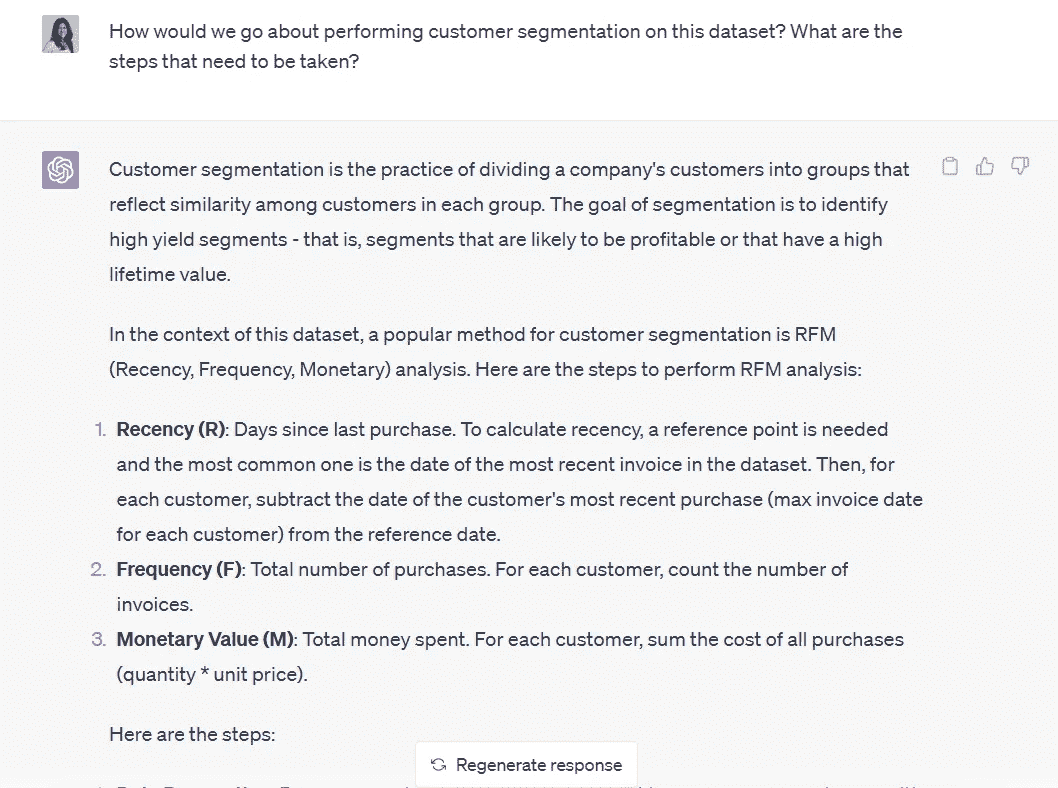 How would we go about performing customer segmentation on this dataset? What are the
steps that need to be taken?
Customer segmentation is the practice of dividing a company's customers into groups that
reflect similarity among customers in each group. The goal of segmentation is to identify
high yield segments - that is, segments that are likely to be profitable or that have a high
lifetime value.
In the context of this dataset, a popular method for customer segmentation is RFM
(Recency, Frequency, Monetary) analysis. Here are the steps to perform RFM analysis:
1. Recency (R): Days since last purchase. To calculate recency, a reference point is needed
and the most common one is the date of the most recent invoice in the dataset. Then, for
each customer, subtract the date of the customer's most recent purchase (max invoice date
for each customer) from the reference date.
2. Frequency (F): Total number of purchases. For each customer, count the number of
invoices.
3. Monetary Value (M): Total money spent. For each customer, sum the cost of all purchases
(quantity * unit price).
Here are the steps:
Regenerate response